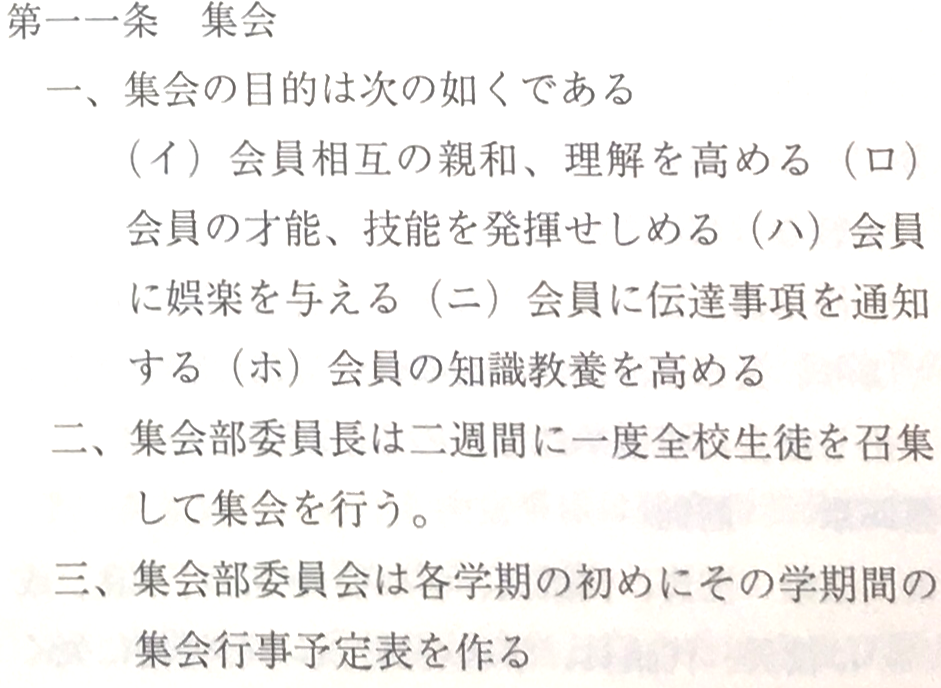 第一一条　集会
一、集会の目的は次の如くである
（イ）会員相互の親和、理解を高める（ロ）
会員の才能、技能を発揮せしめる（ハ）会員
に娯楽を与える（ニ）会員に伝達事項を通知
する（ホ）会員の知識教養を高める
二、集会部委員長は二週間に一度全校生徒を召集
して集会を行う。
三、集会部委員会は各学期の初めにその学期間の
集会行事予定表を作る